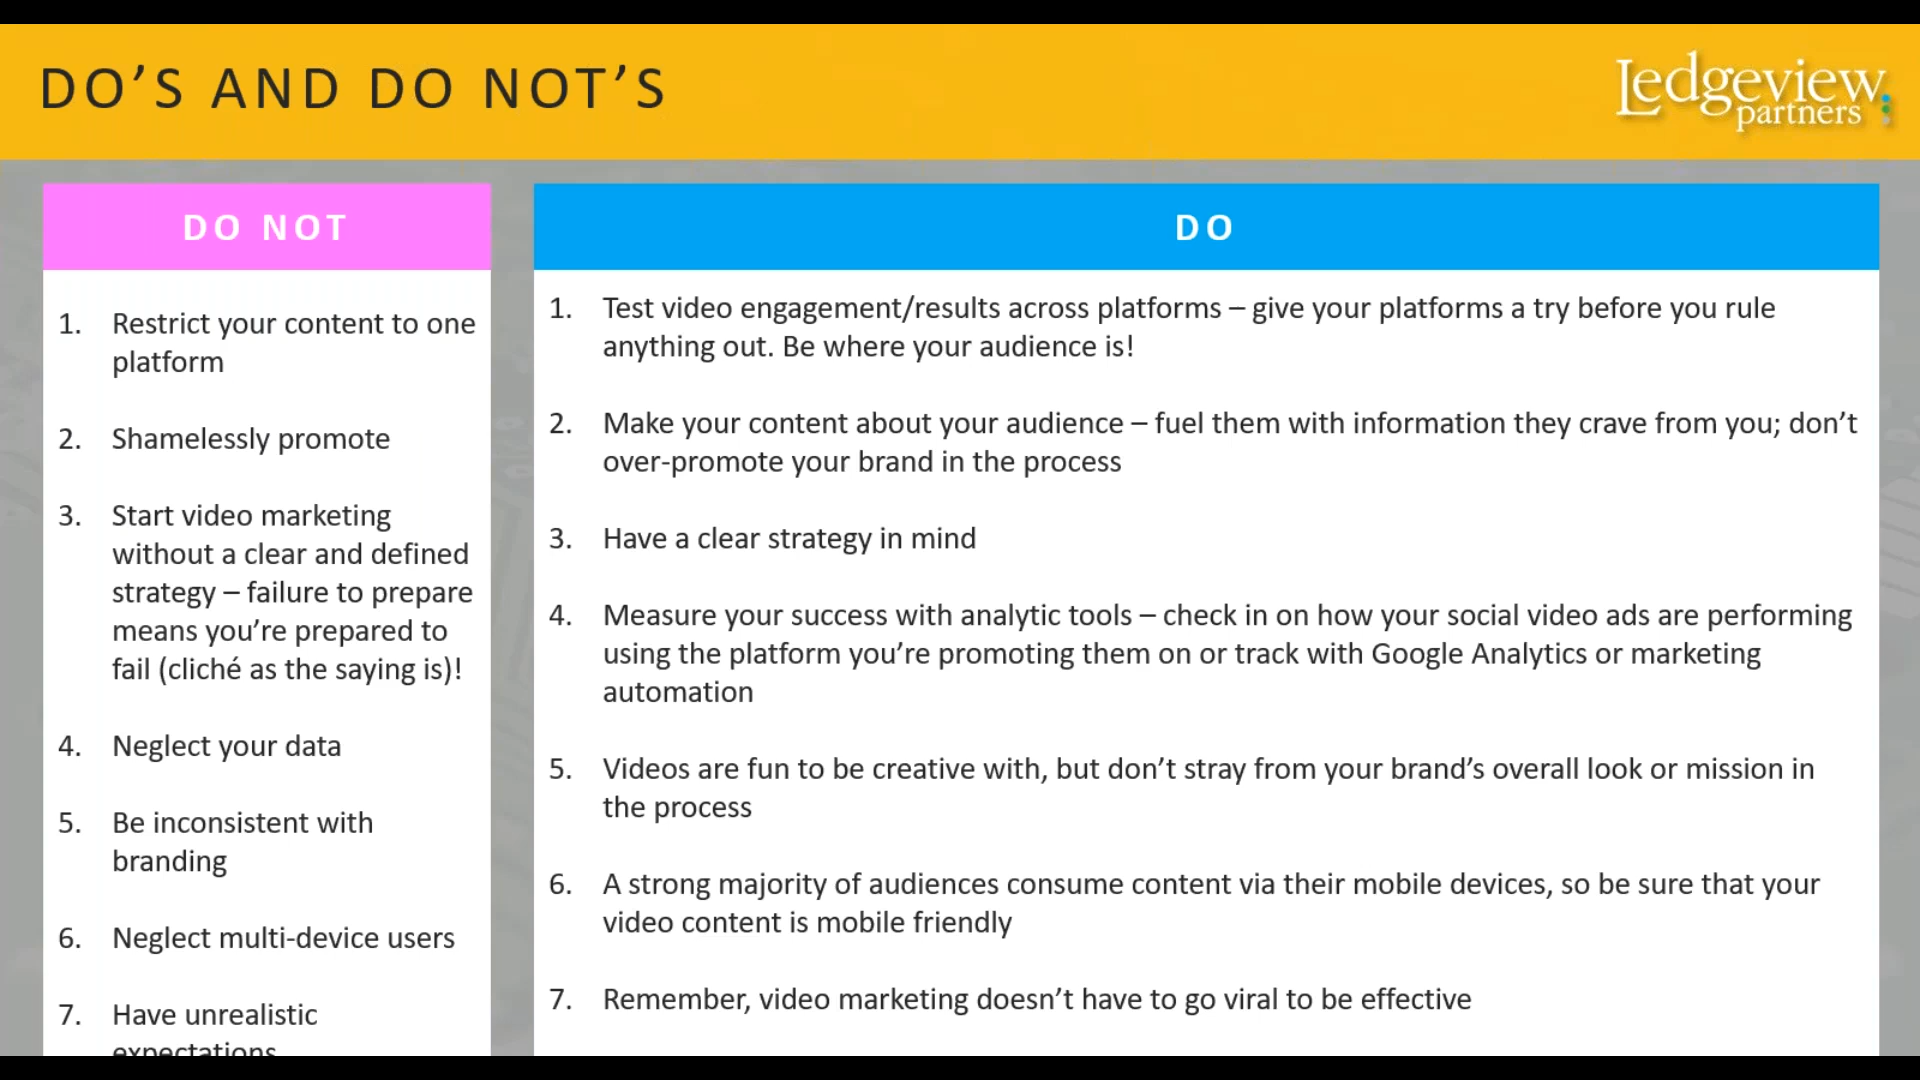 DO’S AND DO NOT’S
Ledgeview
partners
DO NOT
1. Restrict your content to one
platform
2. Shamelessly promote
3. Start video marketing
without a clear and defined
strategy – failure to prepare
means you’re prepared to
fail (cliché as the saying is)!
4. Neglect your data
5. Be inconsistent with
branding
6. Neglect multi-device users
7. Have unrealistic
expectations
DO
1. Test video engagement/results across platforms – give your platforms a try before you rule
anything out. Be where your audience is!
2. Make your content about your audience – fuel them with information they crave from you; don’t
over-promote your brand in the process
3. Have a clear strategy in mind
4. Measure your success with analytic tools – check in on how your social video ads are performing
using the platform you’re promoting them on or track with Google Analytics or marketing
automation
5. Videos are fun to be creative with, but don’t stray from your brand’s overall look or mission in
the process
6. A strong majority of audiences consume content via their mobile devices, so be sure that your
video content is mobile friendly
7. Remember, video marketing doesn’t have to go viral to be effective